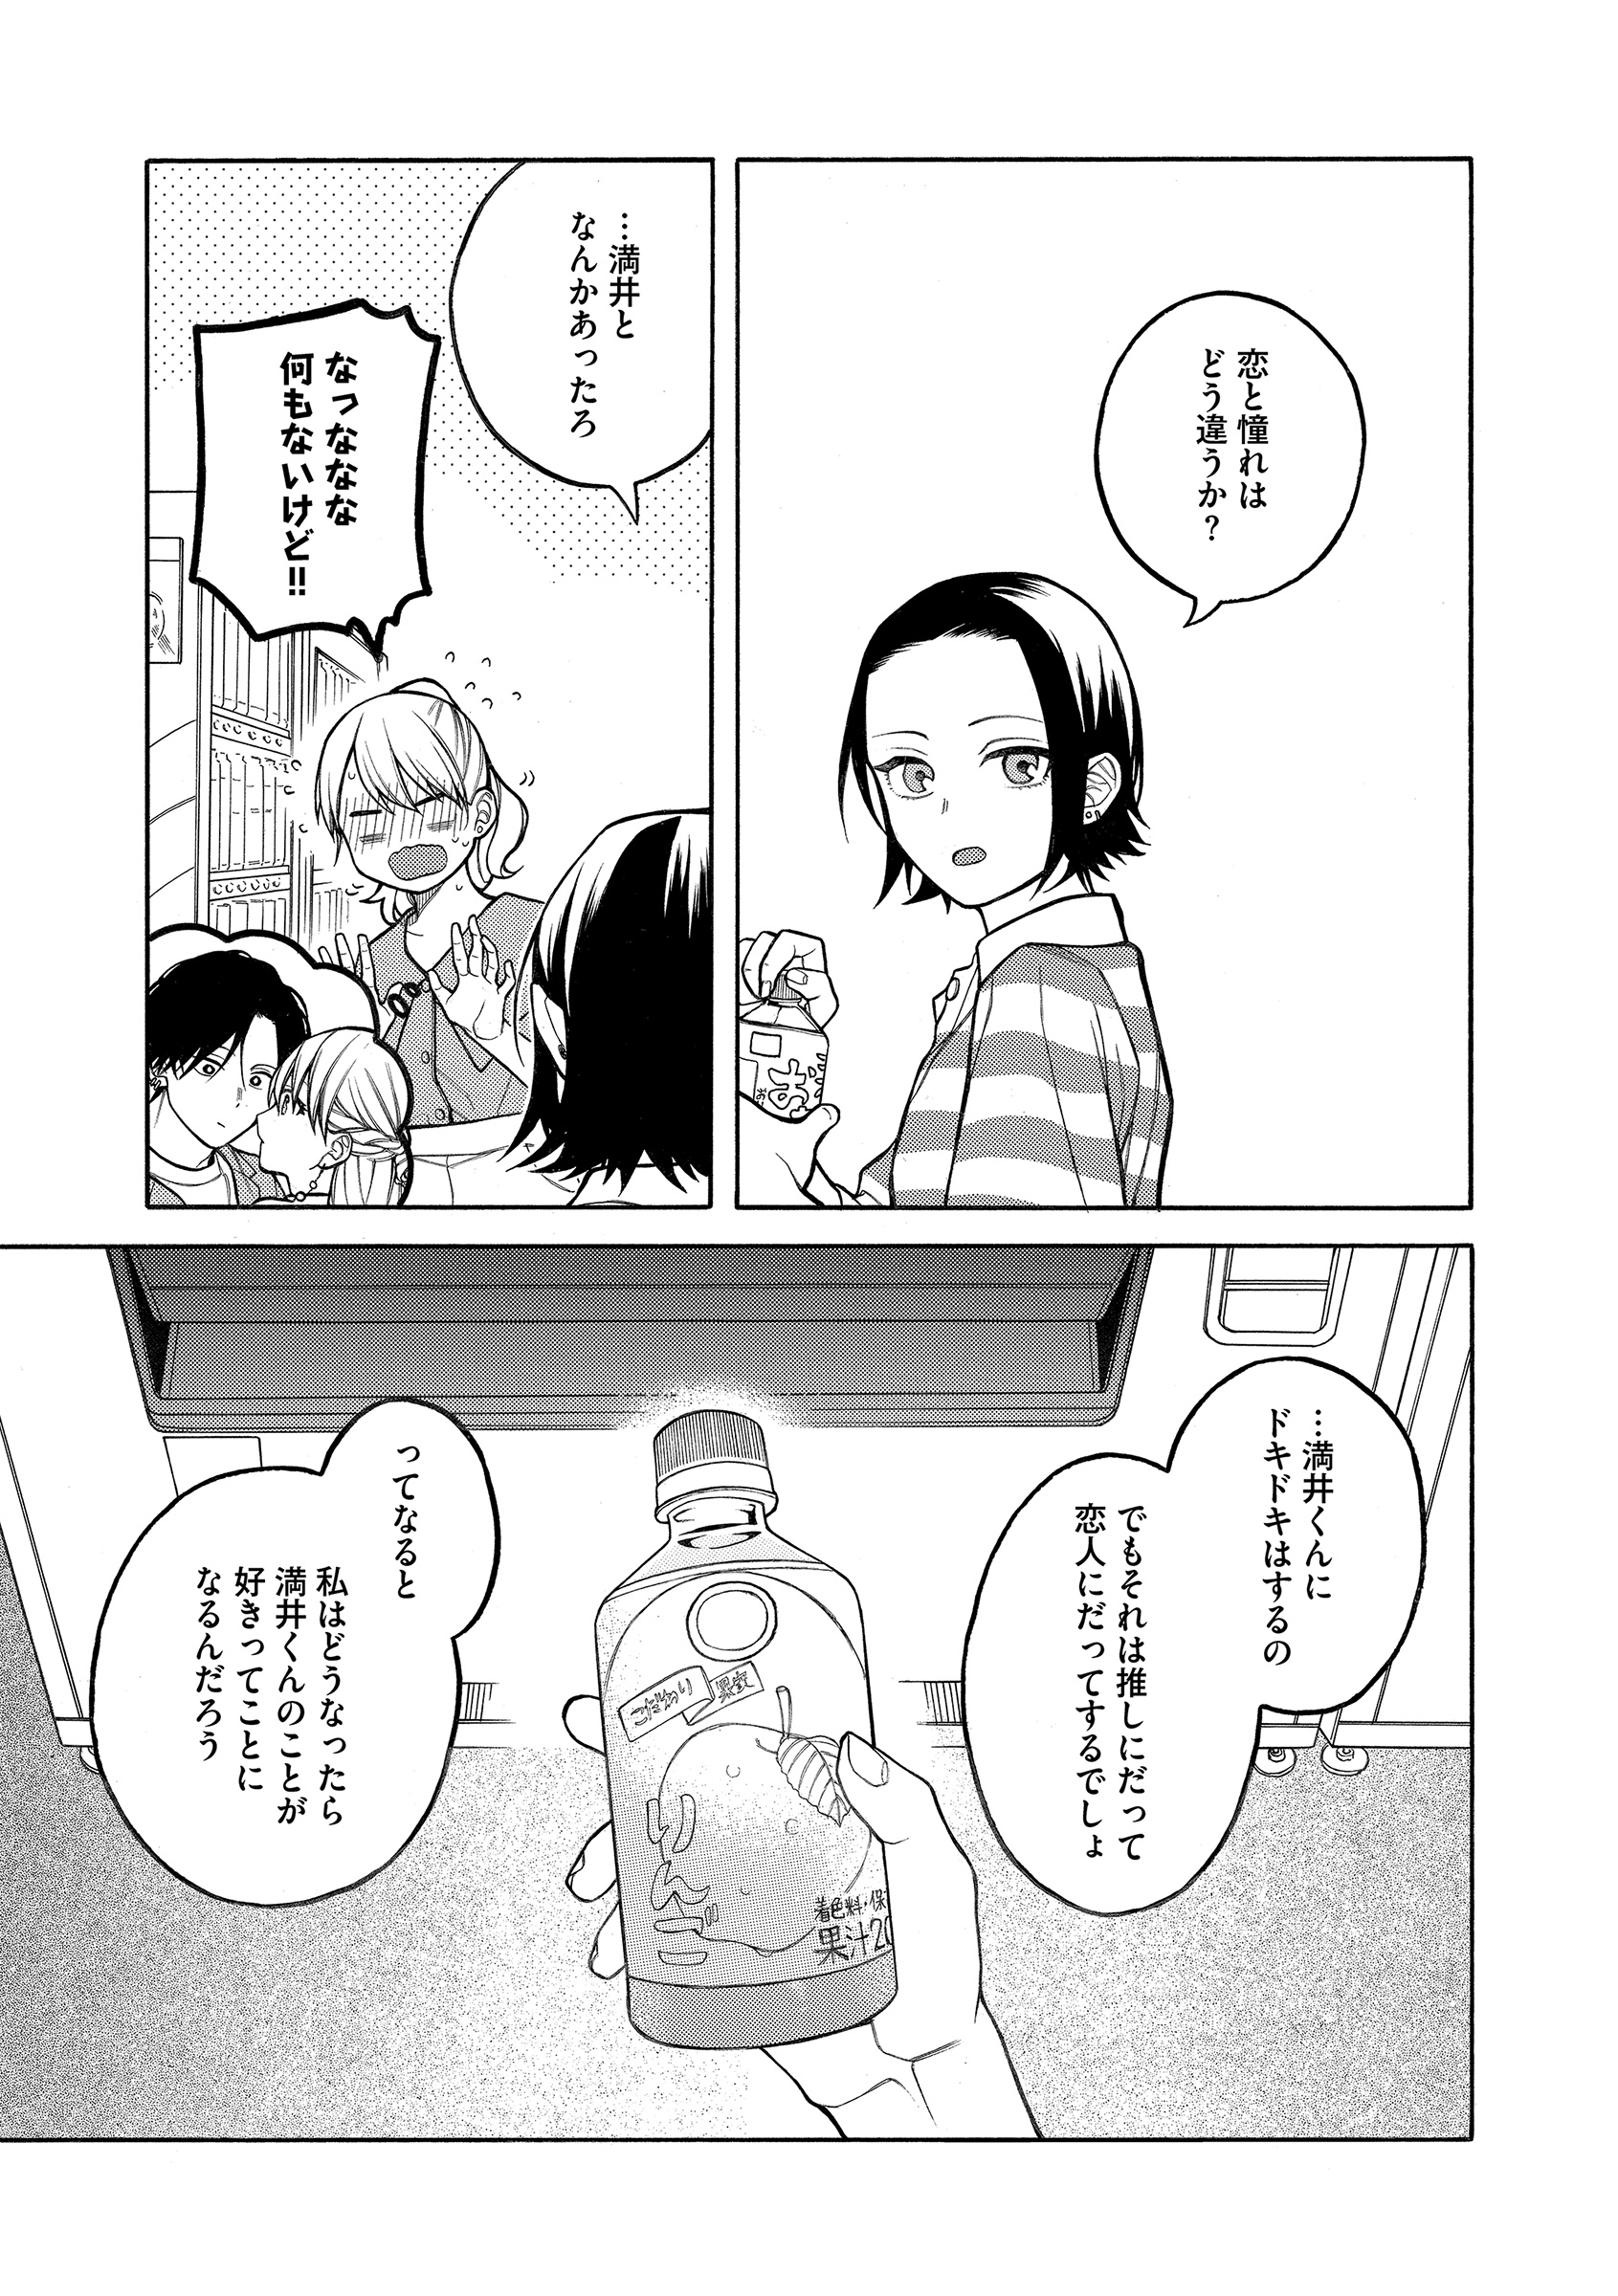 恋と憧れは
どう違うか？
お
…満井と
なんかあったろ
なっななな
何もないけど!!
…満井くんに
ドキドキはするの
でもそれは推しにだって
恋人にだってするでしょ
こだわり
果実
りんご
着色料・保
果汁20
ってなると
私はどうなったら
満井くんのことが
好きってことに
なるんだろう